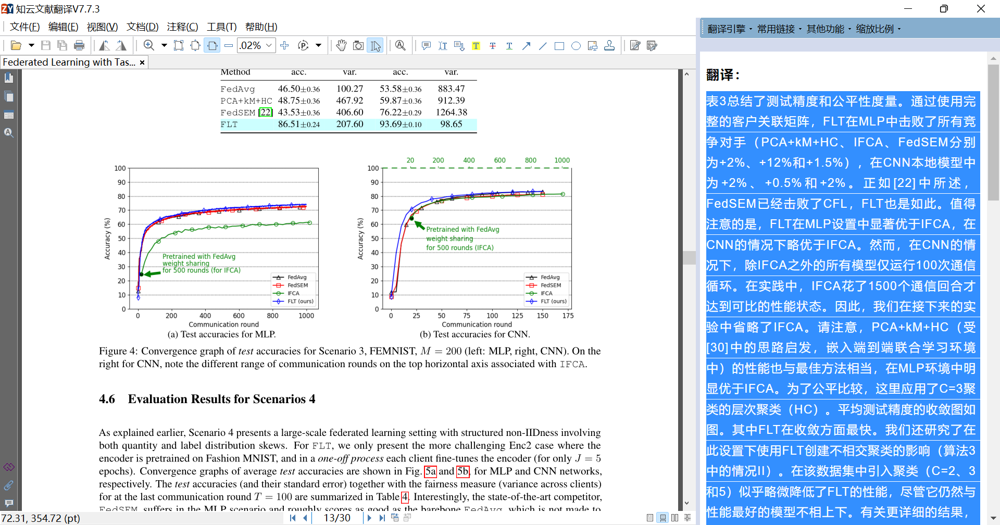 知云文献翻译V7.7.3
文件(F) 编辑(E) 视图(V) 文档(D) 注释(C) 工具(T) 帮助(H)
.02%
Federated Learning with Tas... ×
Method acc. var. acc. var.
FedAvg 46.50±0.36 100.27 53.58±0.36 883.47
PCA+kM+HC 48.75±0.36 467.92 59.87±0.36 912.39
FedSEM [22] 43.53±0.36 406.60 76.22±0.29 1264.38
FLT 86.51±0.24 207.60 93.69±0.10 98.65
100
90
80
70
60
50
40
30
20
10
0
Accuracy (%)
Pretrained with FedAvg
weight sharing
for 500 rounds (for IFCA)
FedAvg
FedSEM
IFCA
FLT (ours)
0 200 400 600 800 1000
Communication round
(a) Test accuracies for MLP.
20 200 400 600 800 1000
100
90
80
70
60
50
40
30
20
10
0
Accuracy (%)
Pretrained with FedAvg
weight sharing
for 500 rounds (IFCA)
FedAvg
FedSEM
IFCA
FLT (ours)
0 25 50 75 100 125 150 175
Communication round
(b) Test accuracies for CNN.
Figure 4: Convergence graph of test accuracies for Scenario 3, FEMNIST, M = 200 (left: MLP, right, CNN). On the
right for CNN, note the different range of communication rounds on the top horizontal axis associated with IFCA.
4.6 Evaluation Results for Scenarios 4
As explained earlier, Scenario 4 presents a large-scale federated learning setting with structured non-IIDness involving
both quantity and label distribution skews. For FLT, we only present the more challenging Enc2 case where the
encoder is pretrained on Fashion MNIST, and in a one-off process each client fine-tunes the encoder (for only J = 5
epochs). Convergence graphs of average test accuracies are shown in Fig. 5a and 5b, for MLP and CNN networks,
respectively. The test accuracies (and their standard error) together with the fairness measure (variance across clients)
for at the last communication round T = 100 are summarized in Table 4. Interestingly, the state-of-the-art competitor,
FedSEM, suffers in the MLP scenario and roughly scores as good as the barebone FedAvg, which is not made to
72.31, 354.72 (pt)
13/30
翻译引擎 常用链接 其他功能 缩放比例
翻译：
表3总结了测试精度和公平性度量。通过使用完
整的客户关联矩阵，FLT在MLP中击败了所有竞
争对手（PCA+kM+HC、IFCA、FedSEM分别
为+2%、+12%和+1.5%），在CNN本地模型中
为+2%、+0.5%和+2%。正如[22]中所述，
FedSEM已经击败了CFL，FLT也是如此。值得
注意的是，FLT在MLP设置中显著优于IFCA，在
CNN的情况下略优于IFCA。然而，在CNN的情
况下，除IFCA之外的所有模型仅运行100次通信
循环。在实践中，IFCA花了1500个通信回合才
达到可比的性能状态。因此，我们在接下来的实
验中省略了IFCA。请注意，PCA+kM+HC（受
[30]中的思路启发，嵌入端到端联合学习环境
中）的性能也与最佳方法相当，在MLP环境中明
显优于IFCA。为了公平比较，这里应用了C=3聚
类的层次聚类（HC）。平均测试精度的收敛图如
图。其中FLT在收敛方面最快。我们还研究了在
此设置下使用FLT创建不相交聚类的影响（算法3
中的情况II）。在该数据集中引入聚类（C=2、3
和5）似乎略微降低了FLT的性能，尽管它仍然与
性能最好的模型不相上下。有关更详细的结果，